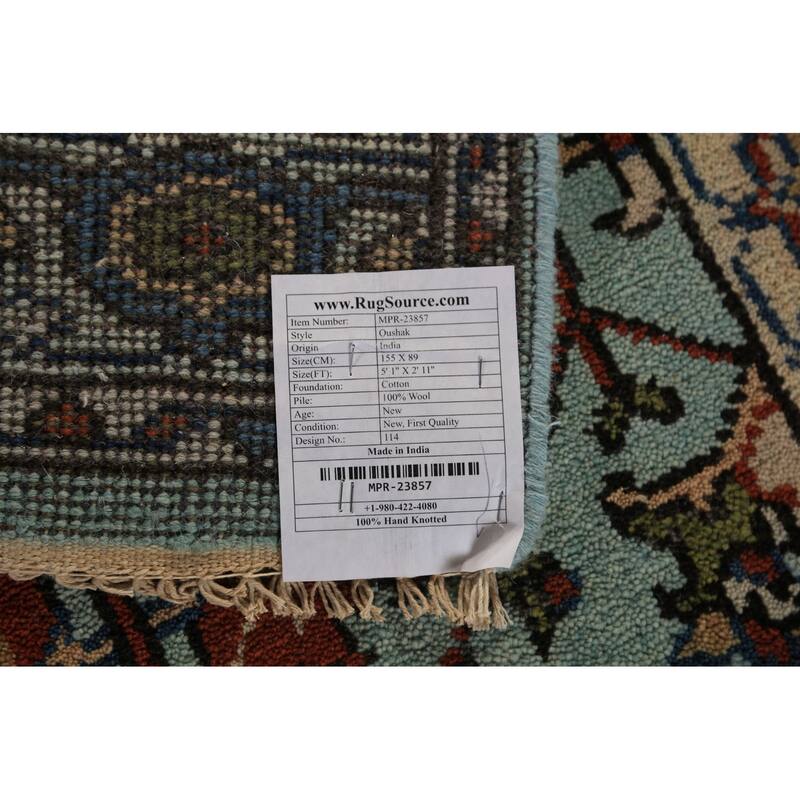 www.RugSource.com
Item Number: MPR-23857
Style Oushak
Origin India
Size(CM): 155 X 89
Size(FT): 5' 1" X 2' 11"
Foundation: Cotton
Pile: 100% Wool
Age: New
Condition: New, First Quality
Design No.: 114
Made in India
MPR-23857
+1-980-422-4080
100% Hand Knotted